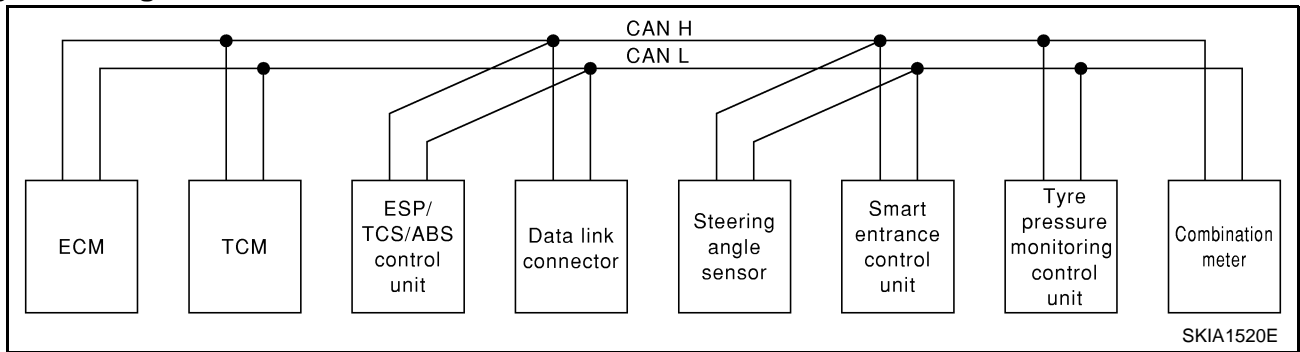 CAN H
CAN L
ECM
TCM
ESP/
TCS/ABS
control
unit
Data link
connector
Steering
angle
sensor
Smart
entrance
control
unit
Tyre
pressure
monitoring
control
unit
Combination
meter
SKIA1520E